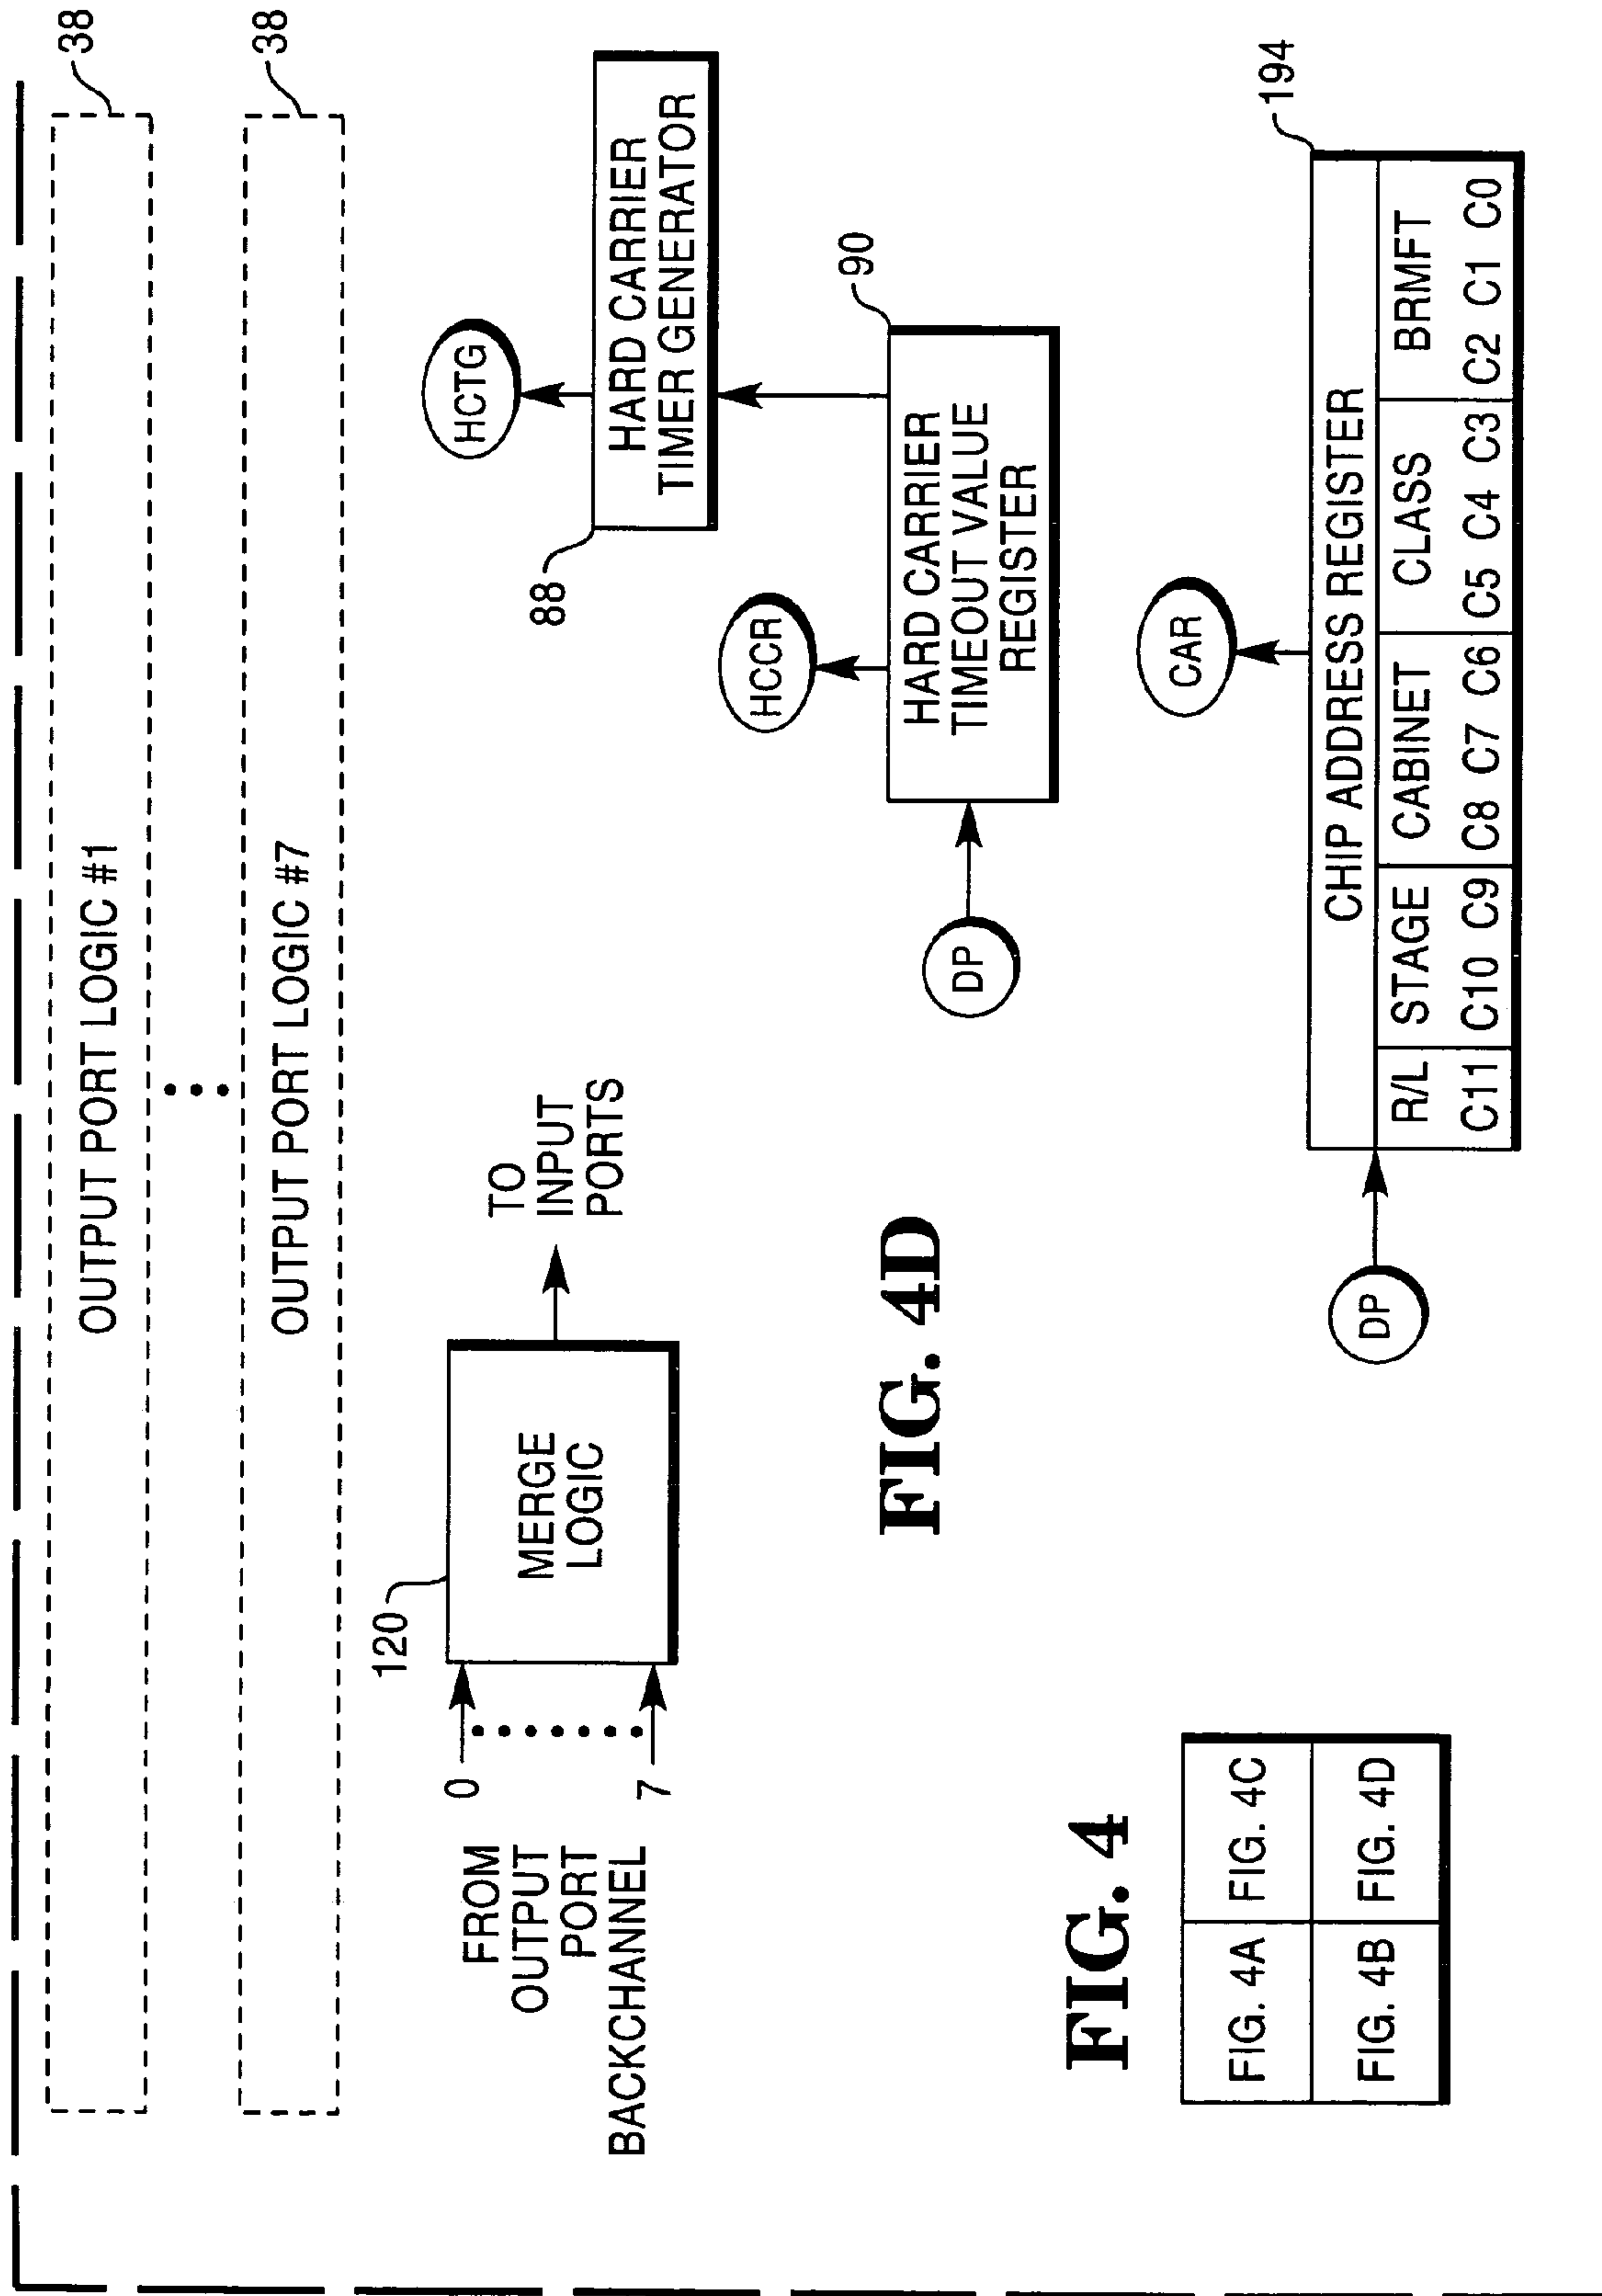 OUTPUT PORT LOGIC #1
38
OUTPUT PORT LOGIC #7
38
120
FROM
OUTPUT
PORT
BACKCHANNEL
0
7
MERGE
LOGIC
TO
INPUT
PORTS
HCTG
88
HARD CARRIER
TIMER GENERATOR
HCCR
90
HARD CARRIER
TIMEOUT VALUE
REGISTER
DP
FIG. 4D
CAR
194
CHIP ADDRESS REGISTER
R/L STAGE CABINET CLASS BRMFT
C11 C10 C9 C8 C7 C6 C5 C4 C3 C2 C1 C0
DP
FIG. 4
FIG. 4A FIG. 4C
FIG. 4B FIG. 4D